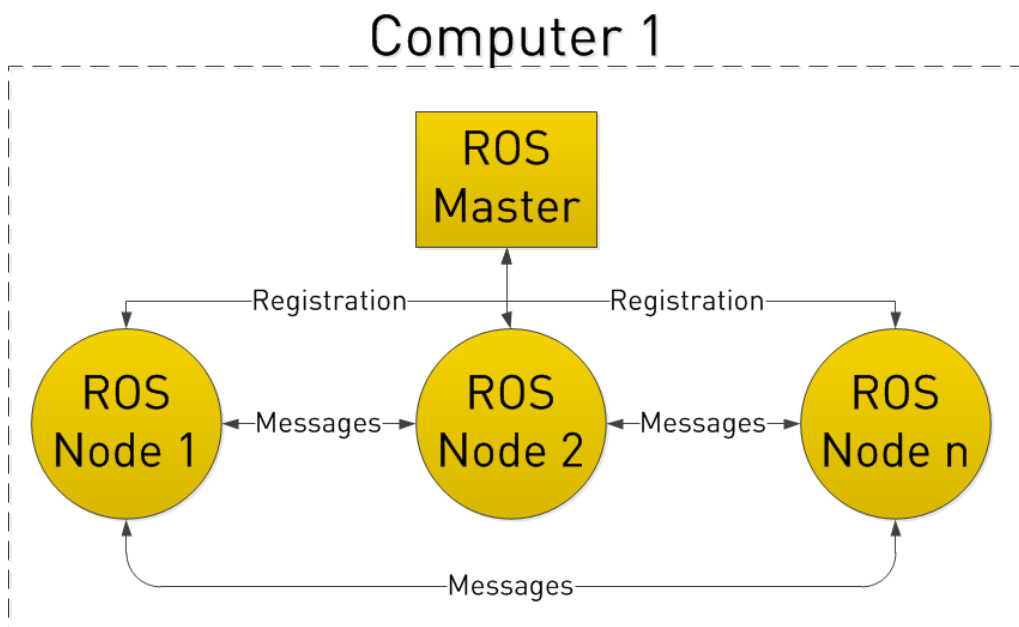 Computer 1
ROS
Master
Registration
Registration
ROS
Node 1
Messages
ROS
Node 2
Messages
ROS
Node n
Messages